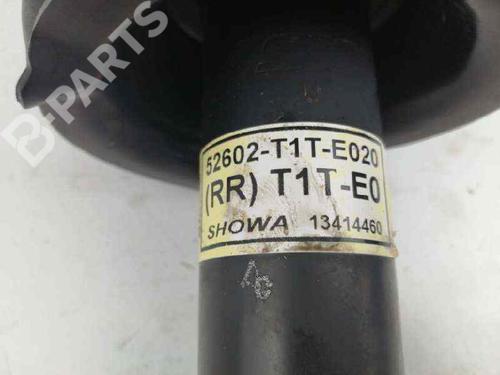 B-PARTS
52602-T1T-E020
(RR) T1T-E0
SHOWA 13414460